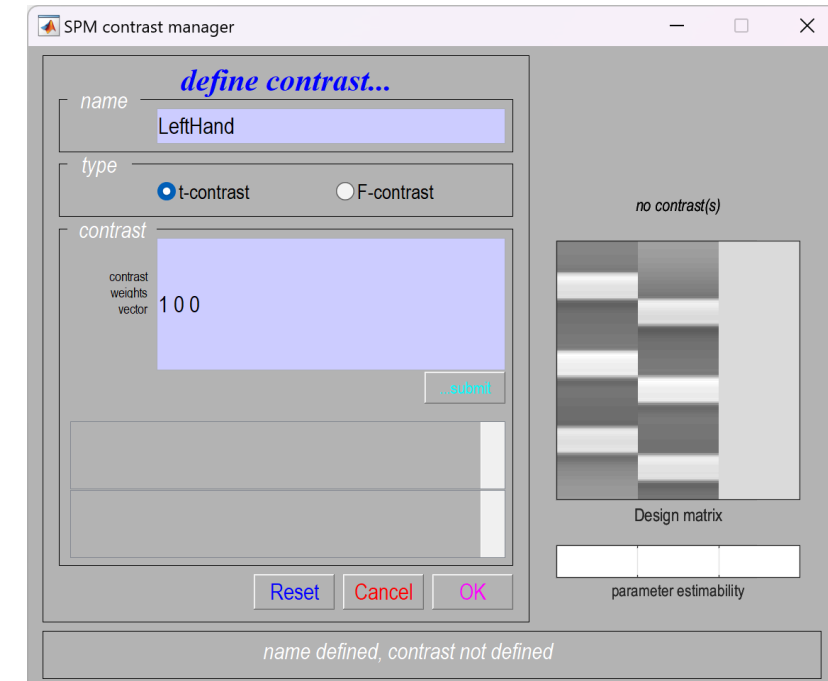 SPM contrast manager
define contrast...
name
LeftHand
type
t-contrast
F-contrast
contrast
contrast
weights
vector
1 0 0
...submit
Reset
Cancel
OK
no contrast(s)
Design matrix
parameter estimability
name defined, contrast not defined